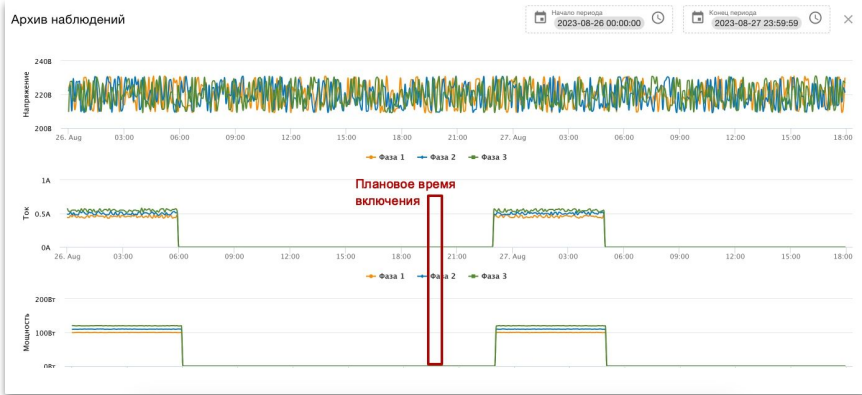 Архив наблюдений
Начало периода
2023-08-26 00:00:00
Конец периода
2023-08-27 23:59:59
Напряжение
240В
220В
200В
26. Aug 03:00 06:00 09:00 12:00 15:00 18:00 21:00 27. Aug 03:00 06:00 09:00 12:00 15:00 18:00
Фаза 1 Фаза 2 Фаза 3
Плановое время
включения
Ток
1А
0.5А
0А
26. Aug 03:00 06:00 09:00 12:00 15:00 18:00 21:00 27. Aug 03:00 06:00 09:00 12:00 15:00 18:00
Фаза 1 Фаза 2 Фаза 3
Мощность
200Вт
100Вт
0Вт